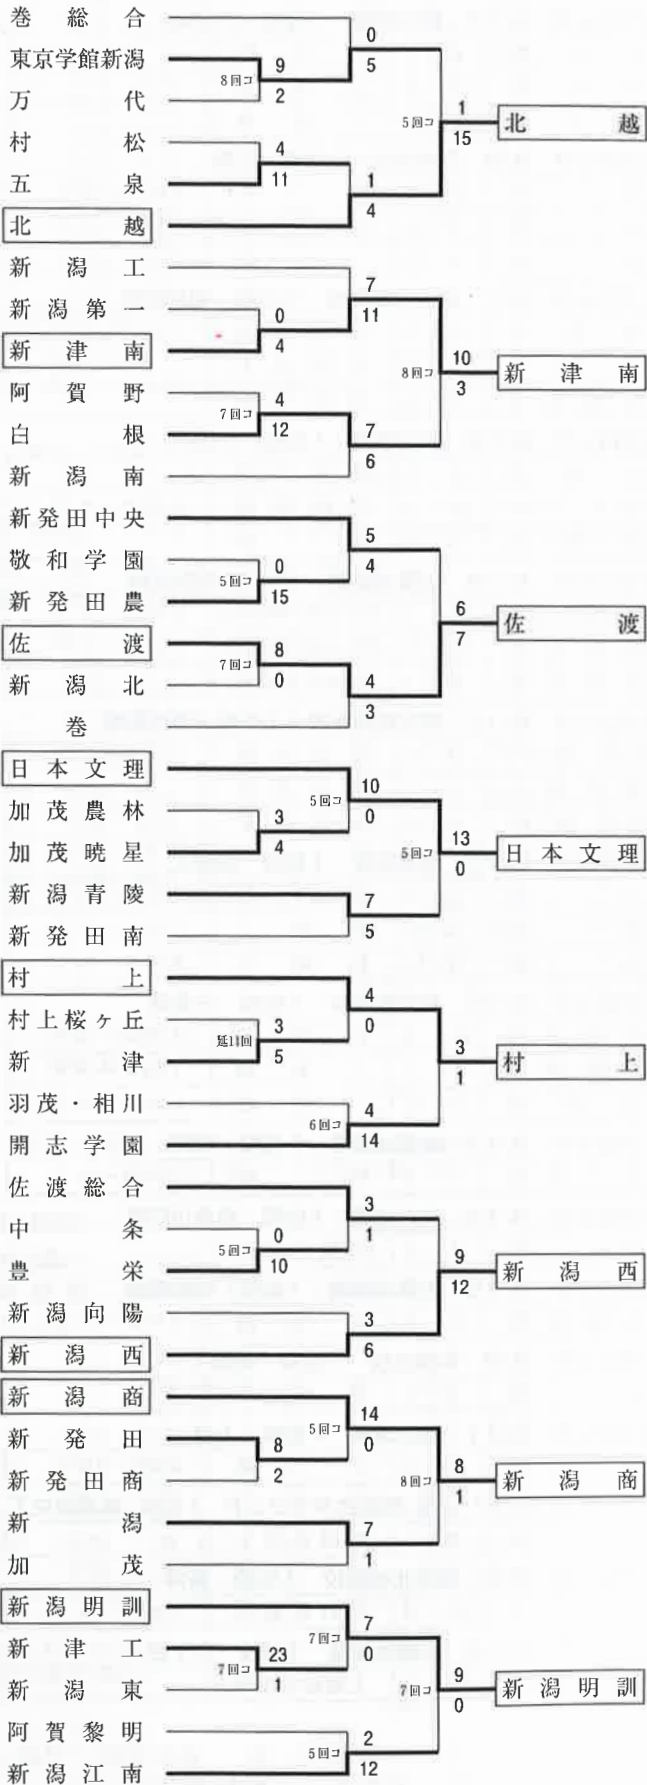 巻総合
0
東京学館新潟
9
5
8回コ
万代
2
1
北越
5回コ
15
村松
4
五泉
11
1
北越
4
新潟工
7
新潟第一
0
11
新津南
4
10
新津南
8回コ
3
阿賀野
4
7回コ
白根
12
7
新潟南
6
新発田中央
5
敬和学園
0
4
5回コ
新発田農
15
6
佐渡
7
佐渡
8
7回コ
新潟北
0
4
巻
3
日本文理
10
5回コ
加茂農林
3
0
加茂暁星
4
13
日本文理
5回コ
0
新潟青陵
7
新発田南
5
村上
4
村上桜ヶ丘
3
0
延11回
新津
5
3
村上
1
羽茂・相川
4
6回コ
開志学園
14
佐渡総合
3
中条
0
1
5回コ
豊栄
10
9
新潟西
12
新潟向陽
3
新潟西
6
新潟商
14
5回コ
新発田
8
0
新発田商
2
8
新潟商
8回コ
1
新潟
7
加茂
1
新潟明訓
7
7回コ
新津工
23
0
7回コ
新潟東
1
9
新潟明訓
7回コ
0
阿賀黎明
2
5回コ
新潟江南
12